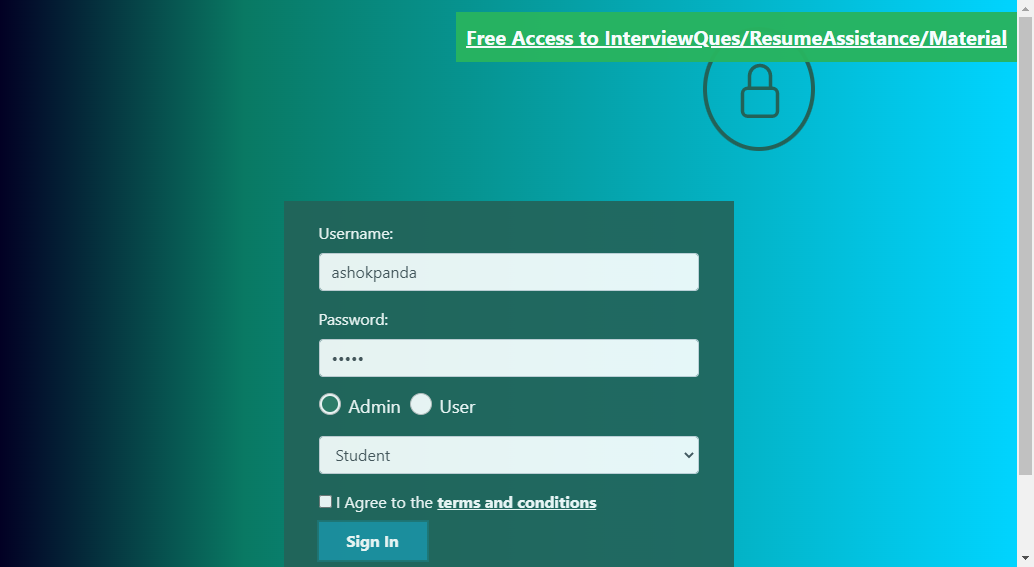 Free Access to InterviewQues/ResumeAssistance/Material
Username:
ashokpanda
Password:
•••••
Admin User
Student
I Agree to the terms and conditions
Sign In